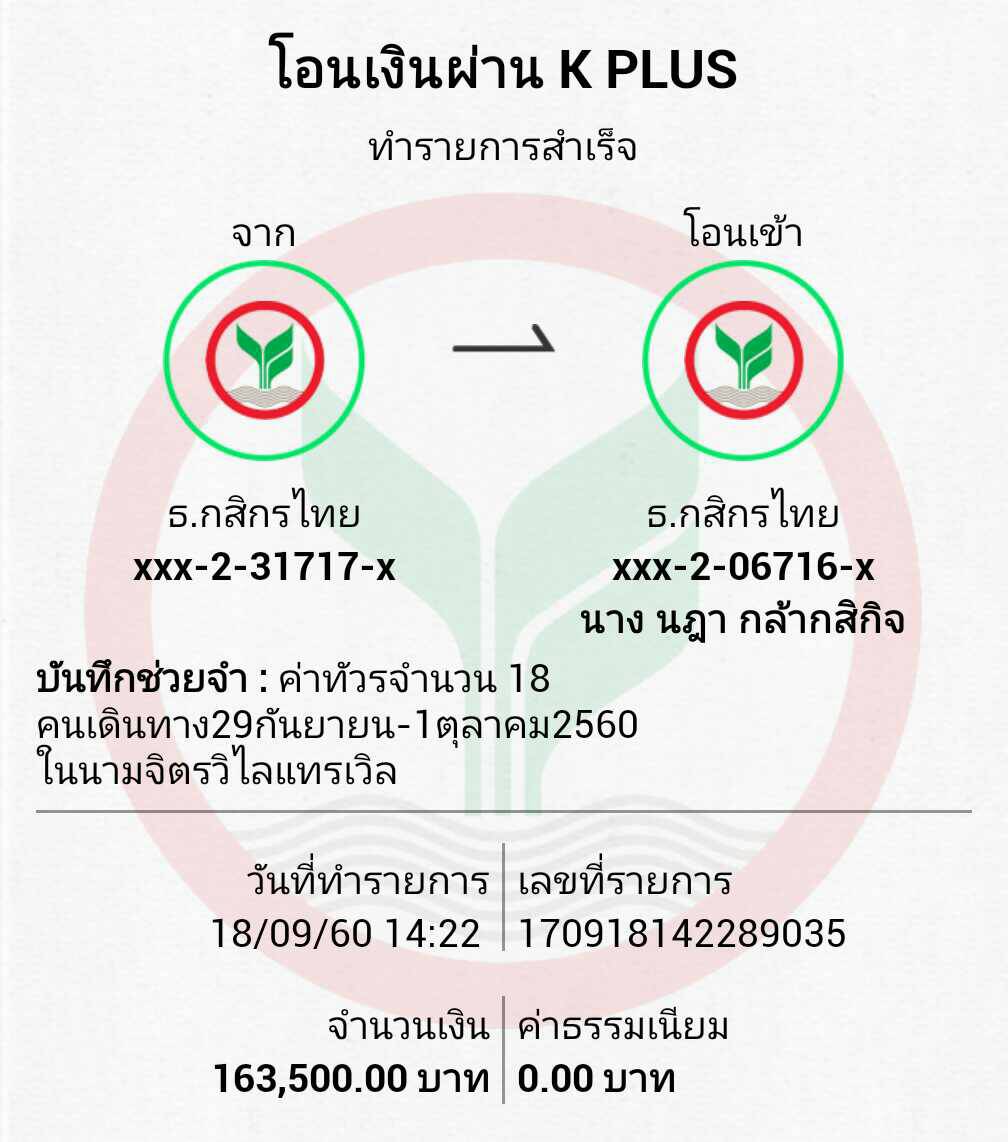 โอนเงินผ่าน K PLUS
ทำรายการสำเร็จ
จาก
โอนเข้า
ธ.กสิกรไทย
xxx-2-31717-x
ธ.กสิกรไทย
xxx-2-06716-x
นาง นฎา กล้ากสิกิจ
บันทึกช่วยจำ : ค่าทัวรจำนวน 18
คนเดินทาง29กันยายน-1ตุลาคม2560
ในนามจิตรวิไลแทรเวิล
วันที่ทำรายการ
18/09/60 14:22
เลขที่รายการ
170918142289035
จำนวนเงิน
163,500.00 บาท
ค่าธรรมเนียม
0.00 บาท